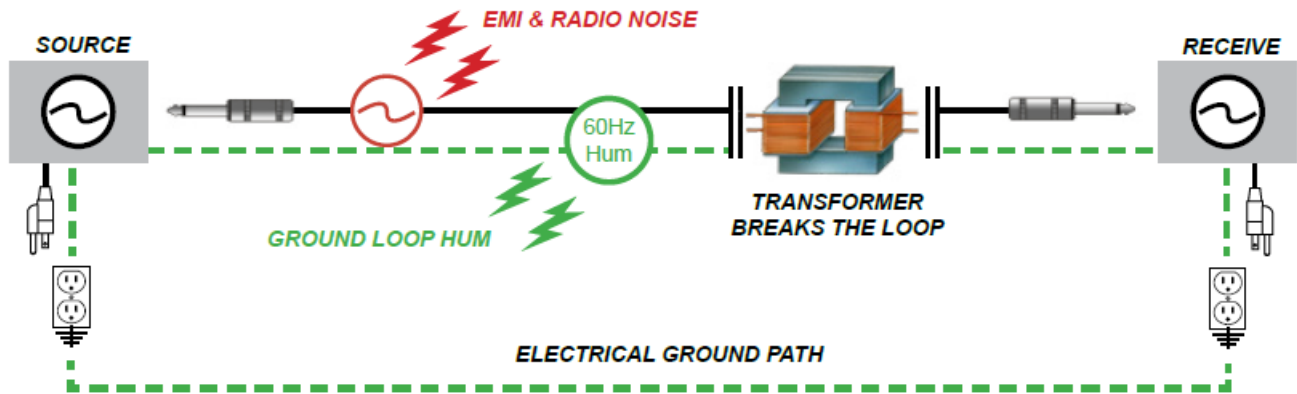 EMI & RADIO NOISE
SOURCE
RECEIVE
60Hz
Hum
TRANSFORMER
BREAKS THE LOOP
GROUND LOOP HUM
ELECTRICAL GROUND PATH